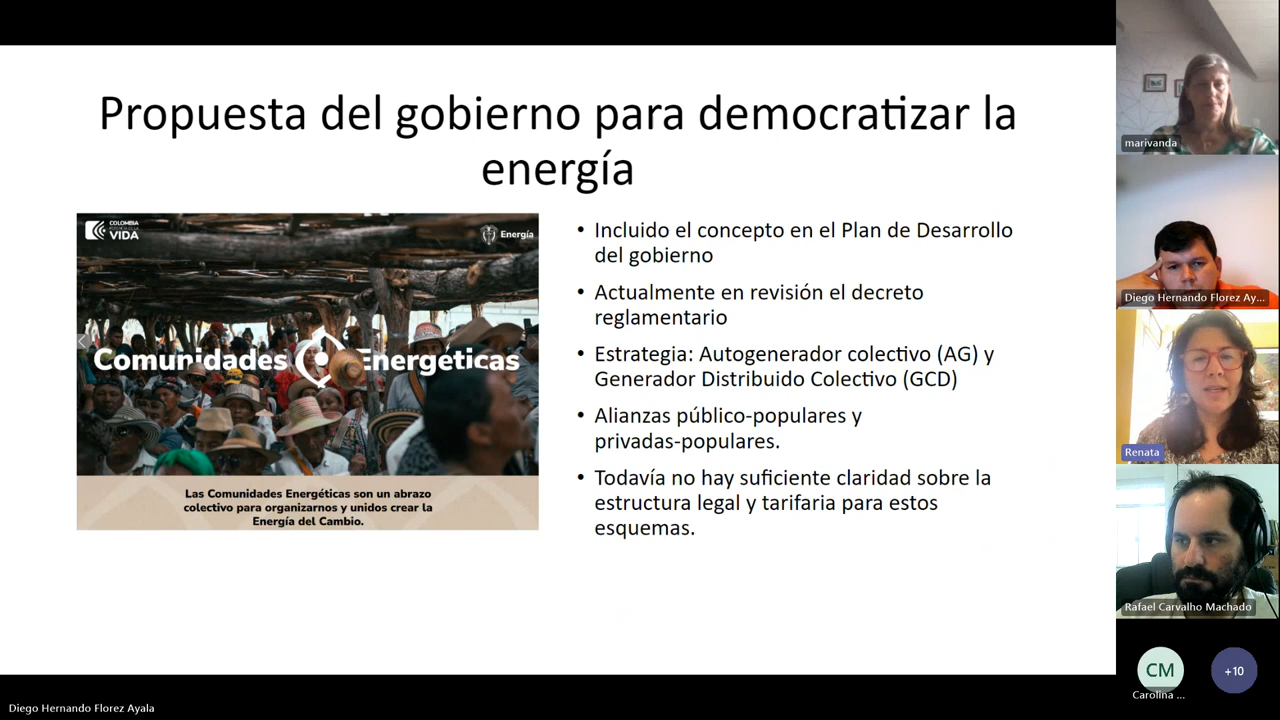 Propuesta del gobierno para democratizar la
energía
COLOMBIA
POTENCIA DE LA
VIDA
Energía
Comunidades Energéticas
Las Comunidades Energéticas son un abrazo
colectivo para organizarnos y unidos crear la
Energía del Cambio.
• Incluido el concepto en el Plan de Desarrollo
del gobierno
• Actualmente en revisión el decreto
reglamentario
• Estrategia: Autogenerador colectivo (AG) y
Generador Distribuido Colectivo (GCD)
• Alianzas público-populares y
privadas-populares.
• Todavía no hay suficiente claridad sobre la
estructura legal y tarifaria para estos
esquemas.
marivanda
Diego Hernando Florez Ay...
Renata
Rafael Carvalho Machado
CM
Carolina ...
+10
Diego Hernando Florez Ayala